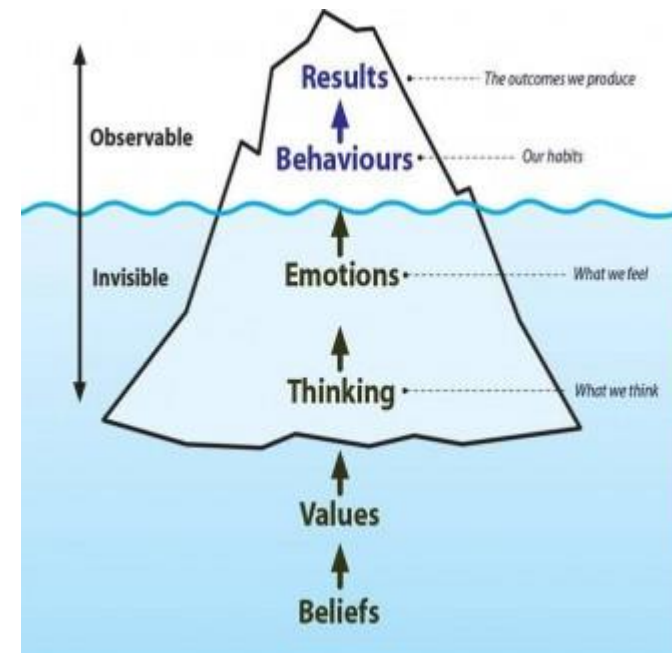 Results
The outcomes we produce
Observable
Behaviours
Our habits
Invisible
Emotions
What we feel
Thinking
What we think
Values
Beliefs